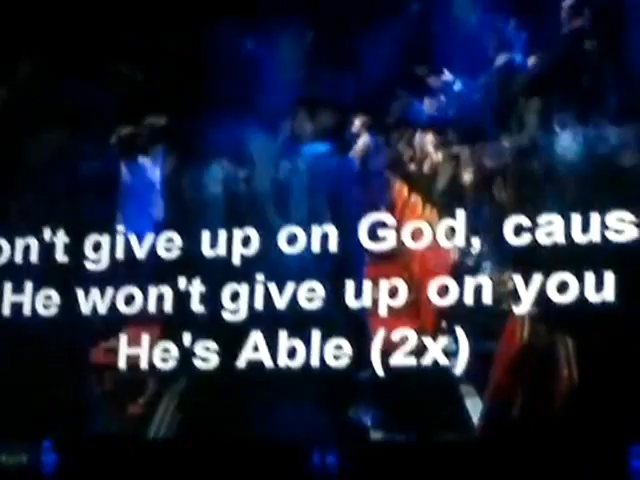 on't give up on God, caus
He won't give up on you
He's Able (2x)